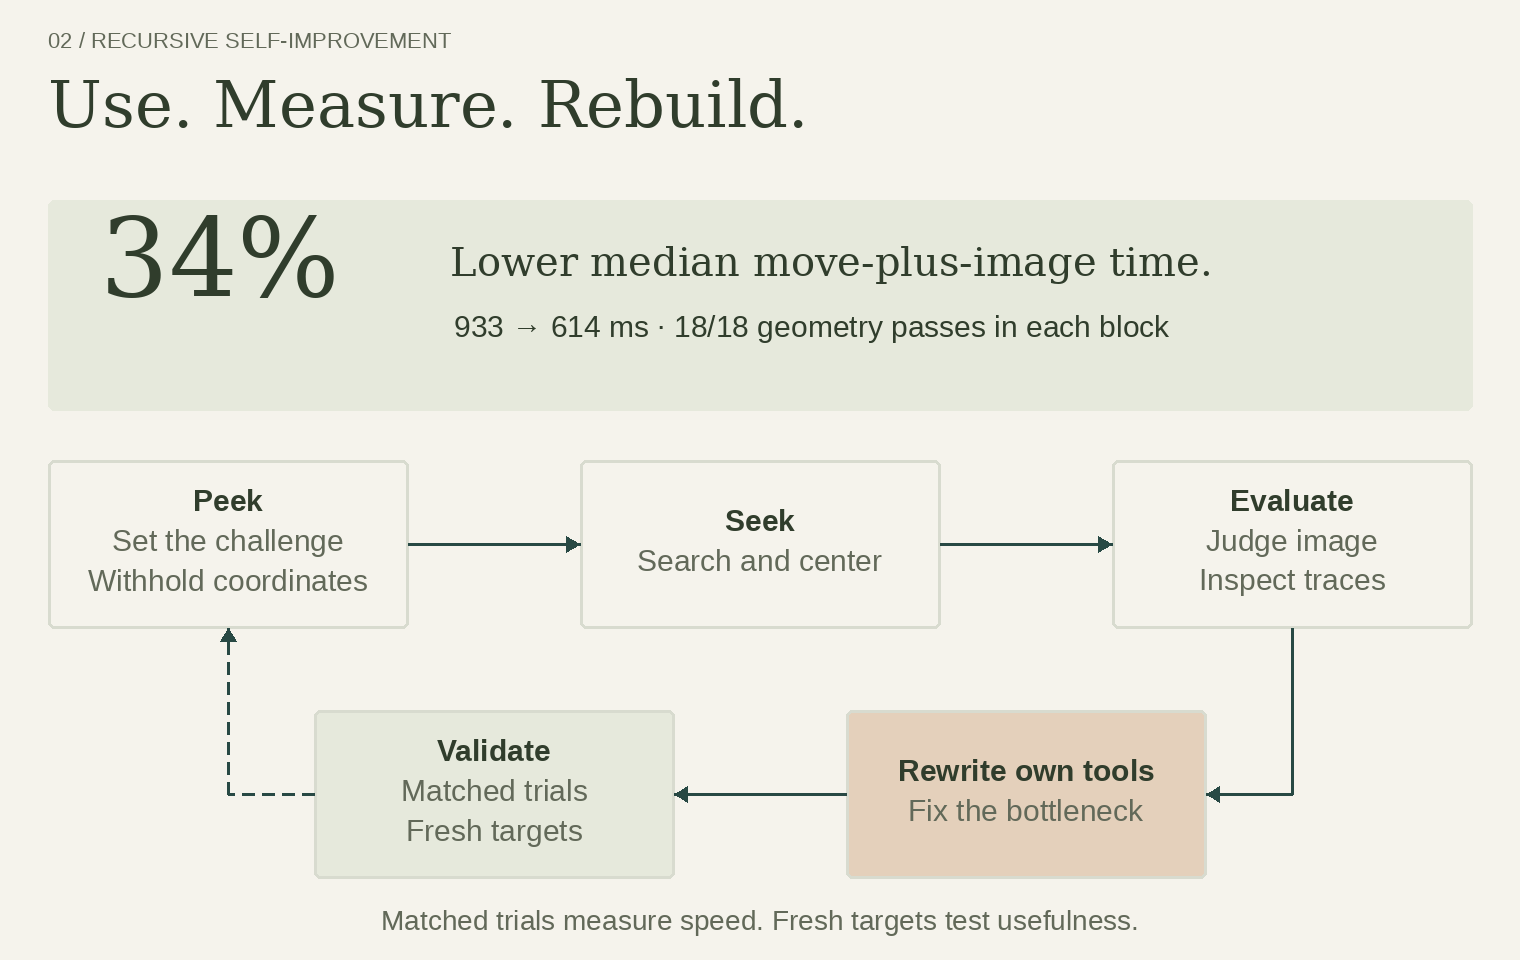 02 / RECURSIVE SELF-IMPROVEMENT
Use. Measure. Rebuild.
34%
Lower median move-plus-image time.
933 → 614 ms · 18/18 geometry passes in each block
Peek
Set the challenge
Withhold coordinates
Seek
Search and center
Evaluate
Judge image
Inspect traces
Validate
Matched trials
Fresh targets
Rewrite own tools
Fix the bottleneck
Matched trials measure speed. Fresh targets test usefulness.